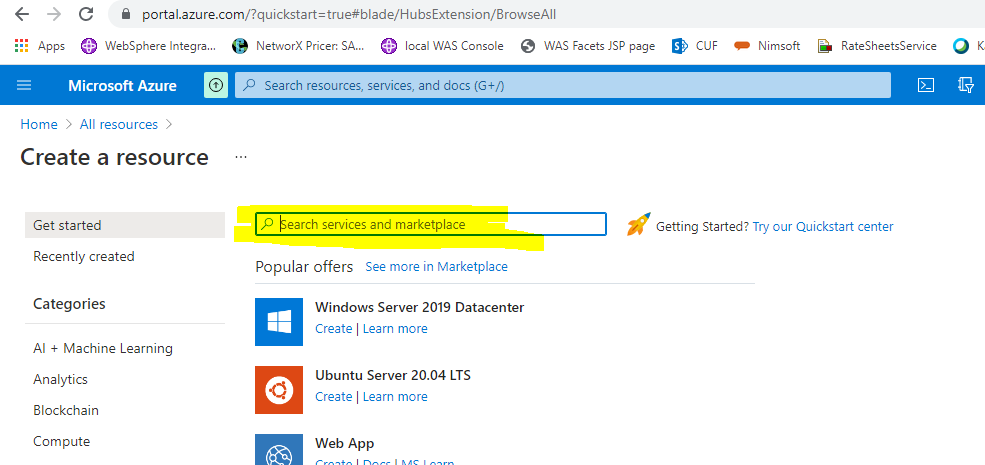 portal.azure.com/?quickstart=true#blade/HubsExtension/BrowseAll
Apps WebSphere Integra... NetworX Pricer: SA... local WAS Console WAS Facets JSP page CUF Nimsoft RateSheetsService
Microsoft Azure Search resources, services, and docs (G+/)
Home > All resources >
Create a resource ...
Get started
Search services and marketplace
Getting Started? Try our Quickstart center
Recently created
Popular offers See more in Marketplace
Categories
Windows Server 2019 Datacenter
Create | Learn more
AI + Machine Learning
Ubuntu Server 20.04 LTS
Analytics
Create | Learn more
Blockchain
Compute
Web App
Create | Docs | MS Learn